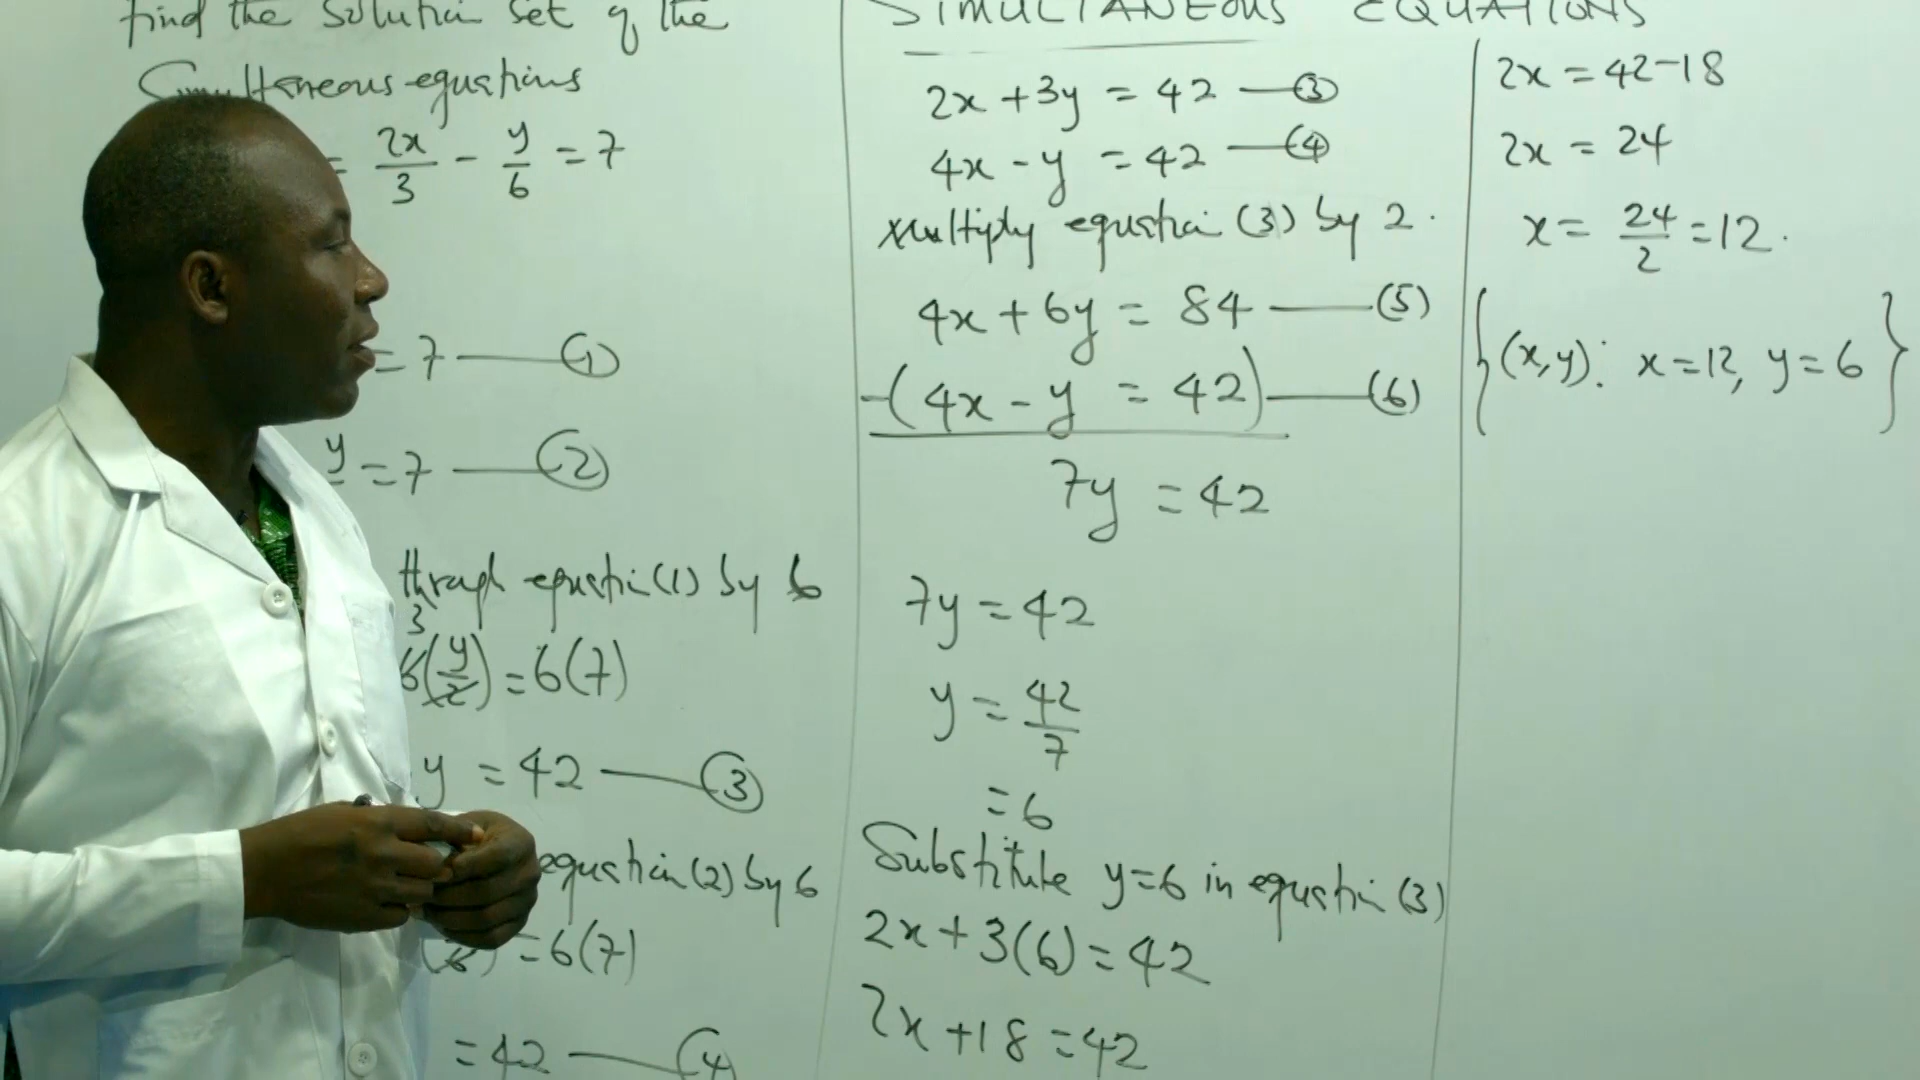 find the solution set of the
Simultaneous equations
= 2x/3 - y/6 = 7
= 7 —— (1)
y = 7 —— (2)
through equation (1) by 6
3
6(y/2) = 6(7)
y = 42 —— (3)
equation (2) by 6
= 6(7)
= 42 —— (4)
SIMULTANEOUS EQUATIONS
2x + 3y = 42 — (3)
4x - y = 42 — (4)
multiply equation (3) by 2.
4x + 6y = 84 —— (5)
-(4x - y = 42) —— (6)
7y = 42
7y = 42
y = 42/7
= 6
Substitute y=6 in equation (3)
2x + 3(6) = 42
2x + 18 = 42
2x = 42 - 18
2x = 24
x = 24/2 = 12.
{(x,y): x=12, y=6}